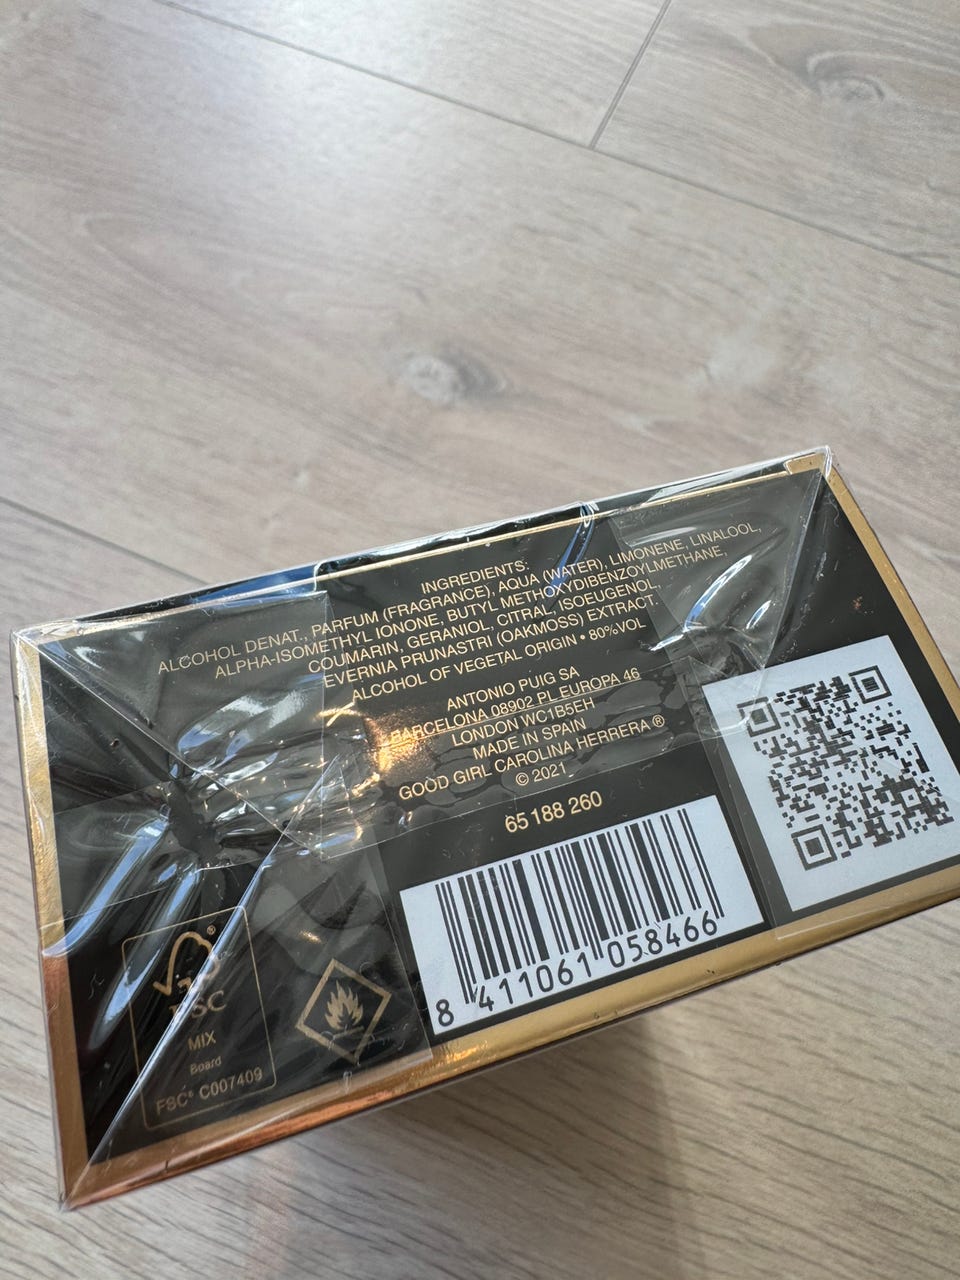 INGREDIENTS:
ALCOHOL DENAT., PARFUM (FRAGRANCE), AQUA (WATER), LIMONENE, LINALOOL,
ALPHA-ISOMETHYL IONONE, BUTYL METHOXYDIBENZOYLMETHANE,
COUMARIN, GERANIOL, CITRAL, ISOEUGENOL,
EVERNIA PRUNASTRI (OAKMOSS) EXTRACT
ALCOHOL OF VEGETAL ORIGIN • 80%VOL
ANTONIO PUIG SA
BARCELONA 08902 PL EUROPA 46
LONDON WC1B5EH
MADE IN SPAIN
GOOD GIRL CAROLINA HERRERA ®
© 2021
65 188 260
8 411061 058466
FSC
MIX
Board
FSC® C007409